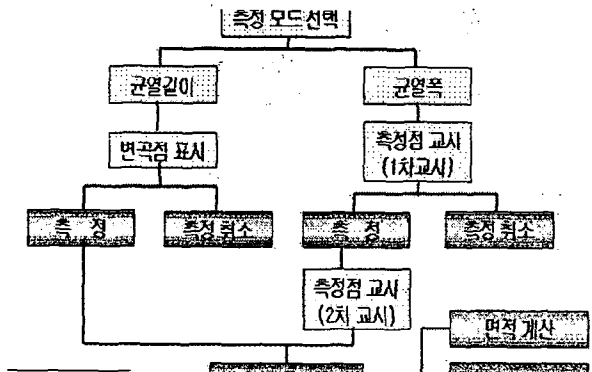 측정 모드선택
균열길이
균열폭
변곡점 표시
측정점 교시
(1차교시)
측 정
측정 취소
측 정
측정 취소
측정점 교시
(2차 교시)
면적 계산